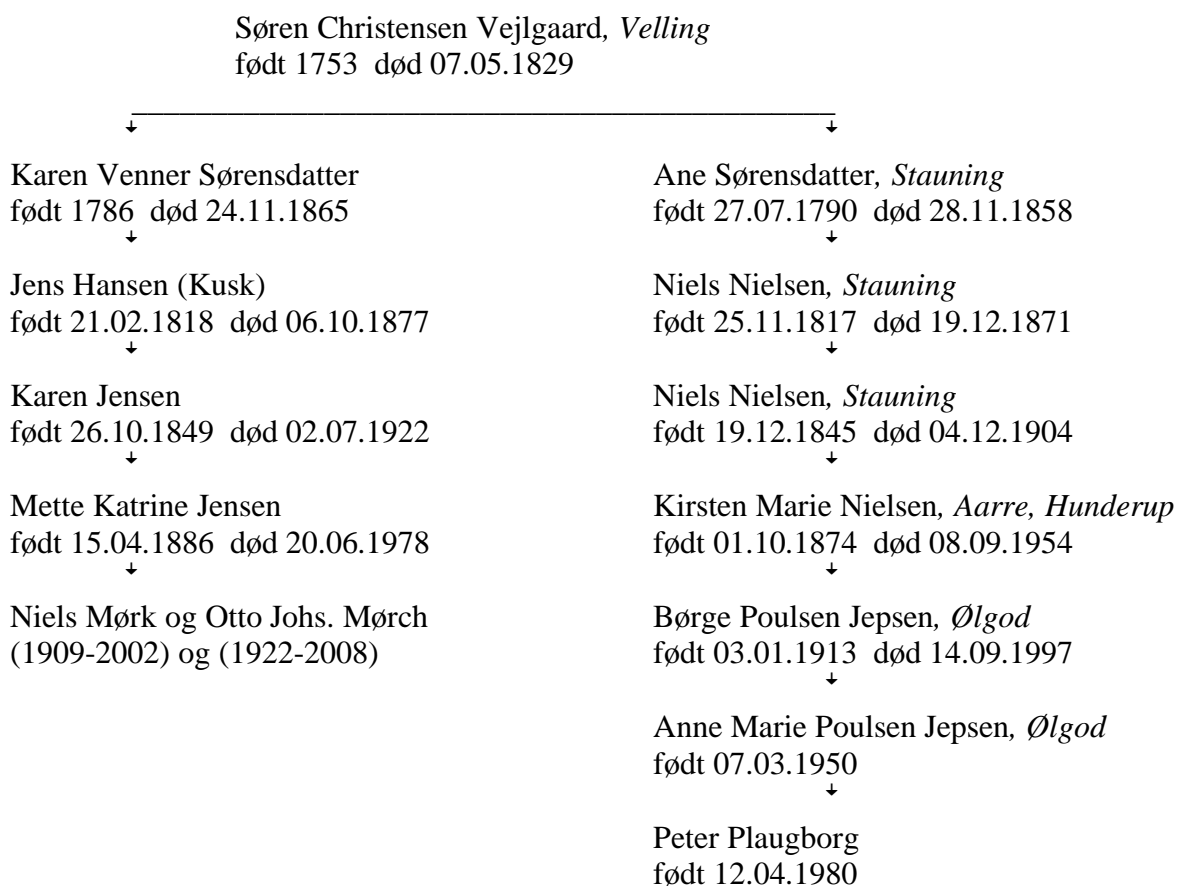 Søren Christensen Vejlgaard, Velling
født 1753 død 07.05.1829
Karen Venner Sørensdatter
født 1786 død 24.11.1865
Jens Hansen (Kusk)
født 21.02.1818 død 06.10.1877
Karen Jensen
født 26.10.1849 død 02.07.1922
Mette Katrine Jensen
født 15.04.1886 død 20.06.1978
Niels Mørk og Otto Johs. Mørch
(1909-2002) og (1922-2008)
Ane Sørensdatter, Stauning
født 27.07.1790 død 28.11.1858
Niels Nielsen, Stauning
født 25.11.1817 død 19.12.1871
Niels Nielsen, Stauning
født 19.12.1845 død 04.12.1904
Kirsten Marie Nielsen, Aarre, Hunderup
født 01.10.1874 død 08.09.1954
Børge Poulsen Jepsen, Ølgod
født 03.01.1913 død 14.09.1997
Anne Marie Poulsen Jepsen, Ølgod
født 07.03.1950
Peter Plaugborg
født 12.04.1980